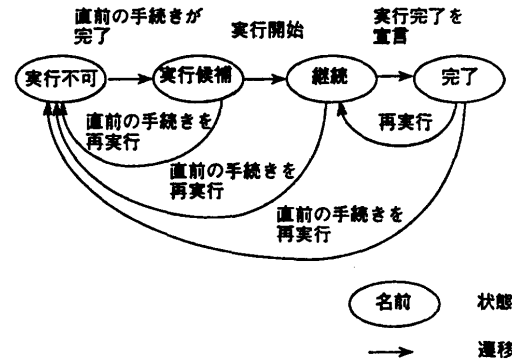 直前の手続きが
完了
実行開始
実行完了を
宣言
実行不可
実行候補
継続
完了
直前の手続きを
再実行
再実行
直前の手続きを
再実行
直前の手続きを
再実行
名前
状態
遷移